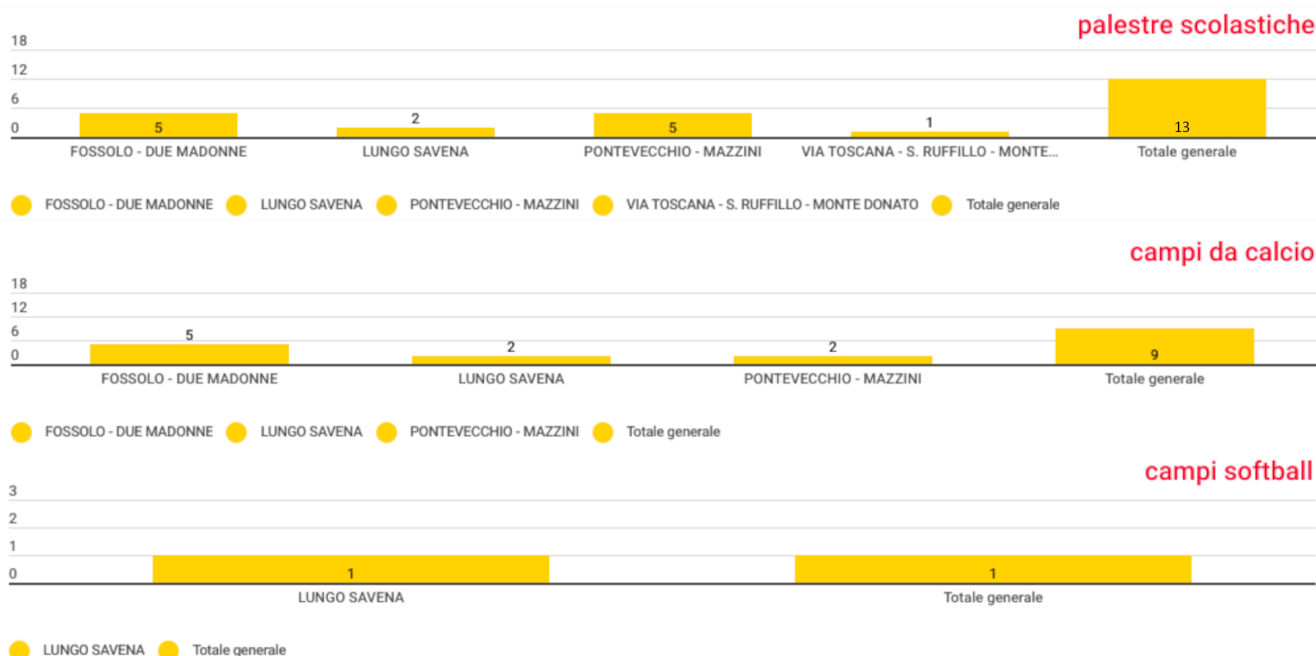 palestre scolastiche
18
12
6
0
5
2
5
1
13
FOSSOLO - DUE MADONNE LUNGO SAVENA PONTEVECCHIO - MAZZINI VIA TOSCANA - S. RUFFILLO - MONTE... Totale generale
FOSSOLO - DUE MADONNE LUNGO SAVENA PONTEVECCHIO - MAZZINI VIA TOSCANA - S. RUFFILLO - MONTE DONATO Totale generale
campi da calcio
18
12
6
0
5
2
2
9
FOSSOLO - DUE MADONNE LUNGO SAVENA PONTEVECCHIO - MAZZINI Totale generale
FOSSOLO - DUE MADONNE LUNGO SAVENA PONTEVECCHIO - MAZZINI Totale generale
campi softball
3
2
1
0
1
1
LUNGO SAVENA Totale generale
LUNGO SAVENA Totale generale